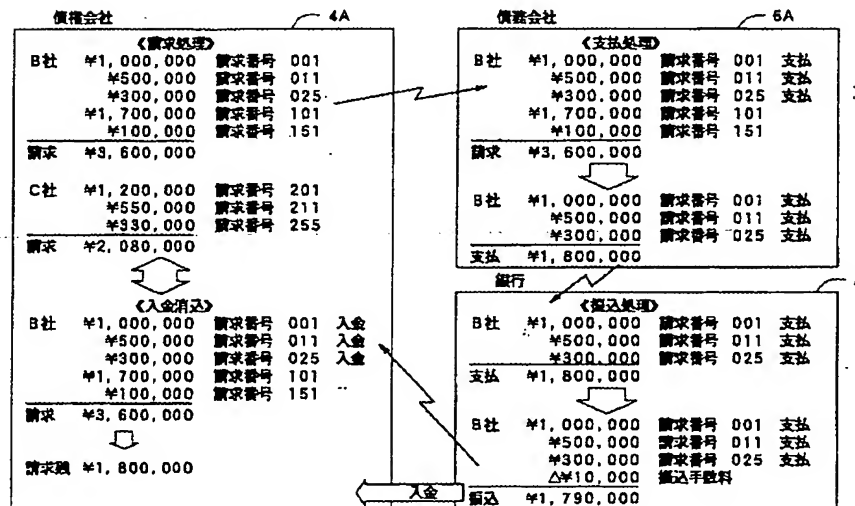 債権会社 4A
《請求処理》
B社 ¥1,000,000 請求番号 001
¥500,000 請求番号 011
¥300,000 請求番号 025
¥1,700,000 請求番号 101
¥100,000 請求番号 151
請求 ¥3,600,000
C社 ¥1,200,000 請求番号 201
¥550,000 請求番号 211
¥330,000 請求番号 255
請求 ¥2,080,000
《入金消込》
B社 ¥1,000,000 請求番号 001 入金
¥500,000 請求番号 011 入金
¥300,000 請求番号 025 入金
¥1,700,000 請求番号 101
¥100,000 請求番号 151
請求 ¥3,600,000
請求残 ¥1,800,000
債務会社 6A
《支払処理》
B社 ¥1,000,000 請求番号 001 支払
¥500,000 請求番号 011 支払
¥300,000 請求番号 025 支払
¥1,700,000 請求番号 101
¥100,000 請求番号 151
請求 ¥3,600,000
B社 ¥1,000,000 請求番号 001 支払
¥500,000 請求番号 011 支払
¥300,000 請求番号 025 支払
支払 ¥1,800,000
銀行
《振込処理》
B社 ¥1,000,000 請求番号 001 支払
¥500,000 請求番号 011 支払
¥300,000 請求番号 025 支払
支払 ¥1,800,000
B社 ¥1,000,000 請求番号 001 支払
¥500,000 請求番号 011 支払
¥300,000 請求番号 025 支払
△¥10,000 振込手数料
振込 ¥1,790,000
入金